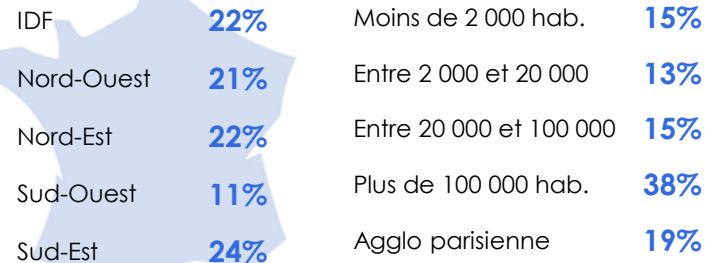 IDF 22%
Nord-Ouest 21%
Nord-Est 22%
Sud-Ouest 11%
Sud-Est 24%
Moins de 2 000 hab. 15%
Entre 2 000 et 20 000 13%
Entre 20 000 et 100 000 15%
Plus de 100 000 hab. 38%
Agglo parisienne 19%